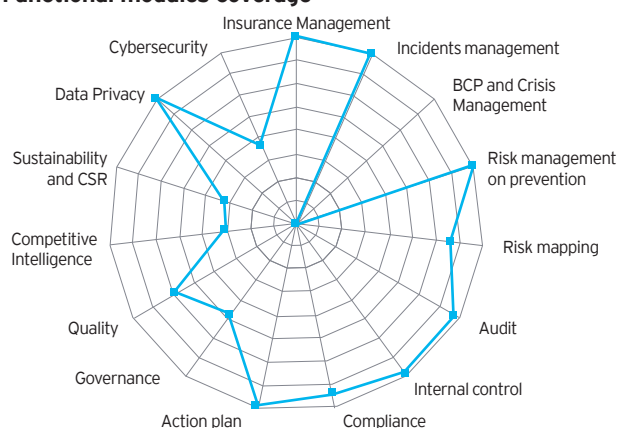 Functional modules coverage
Insurance Management
Cybersecurity
Incidents management
Data Privacy
BCP and Crisis
Management
Sustainability
and CSR
Risk management
on prevention
Competitive
Intelligence
Risk mapping
Quality
Audit
Governance
Internal control
Action plan
Compliance